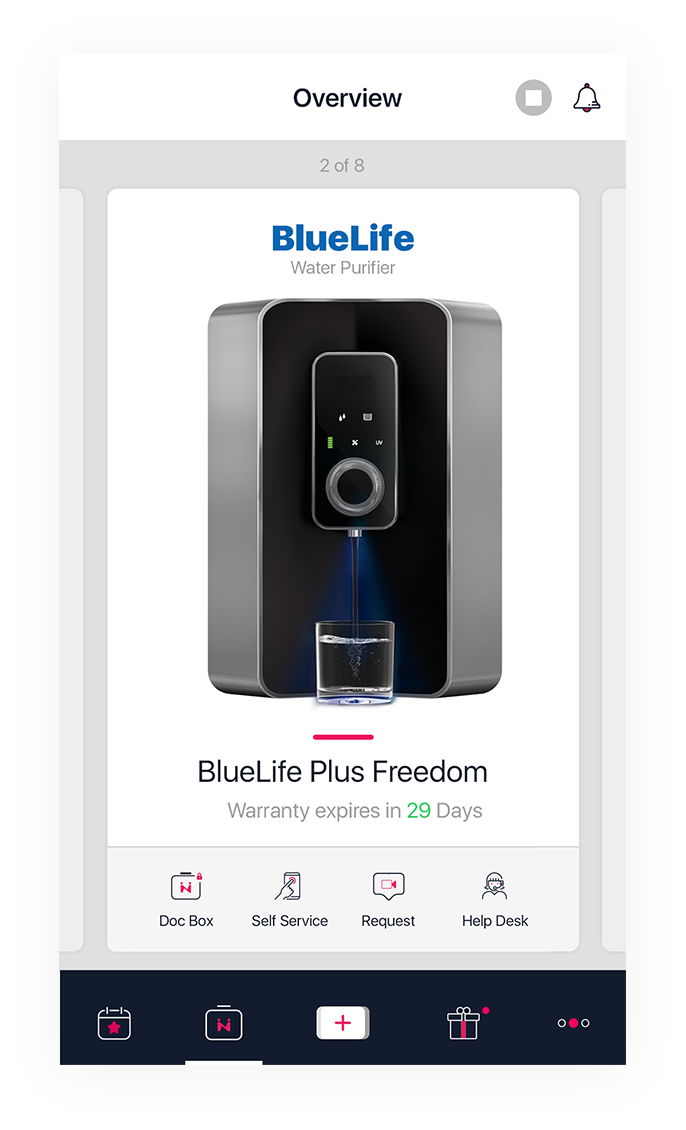 Overview
2 of 8
BlueLife
Water Purifier
UV
BlueLife Plus Freedom
Warranty expires in 29 Days
Doc Box
Self Service
Request
Help Desk